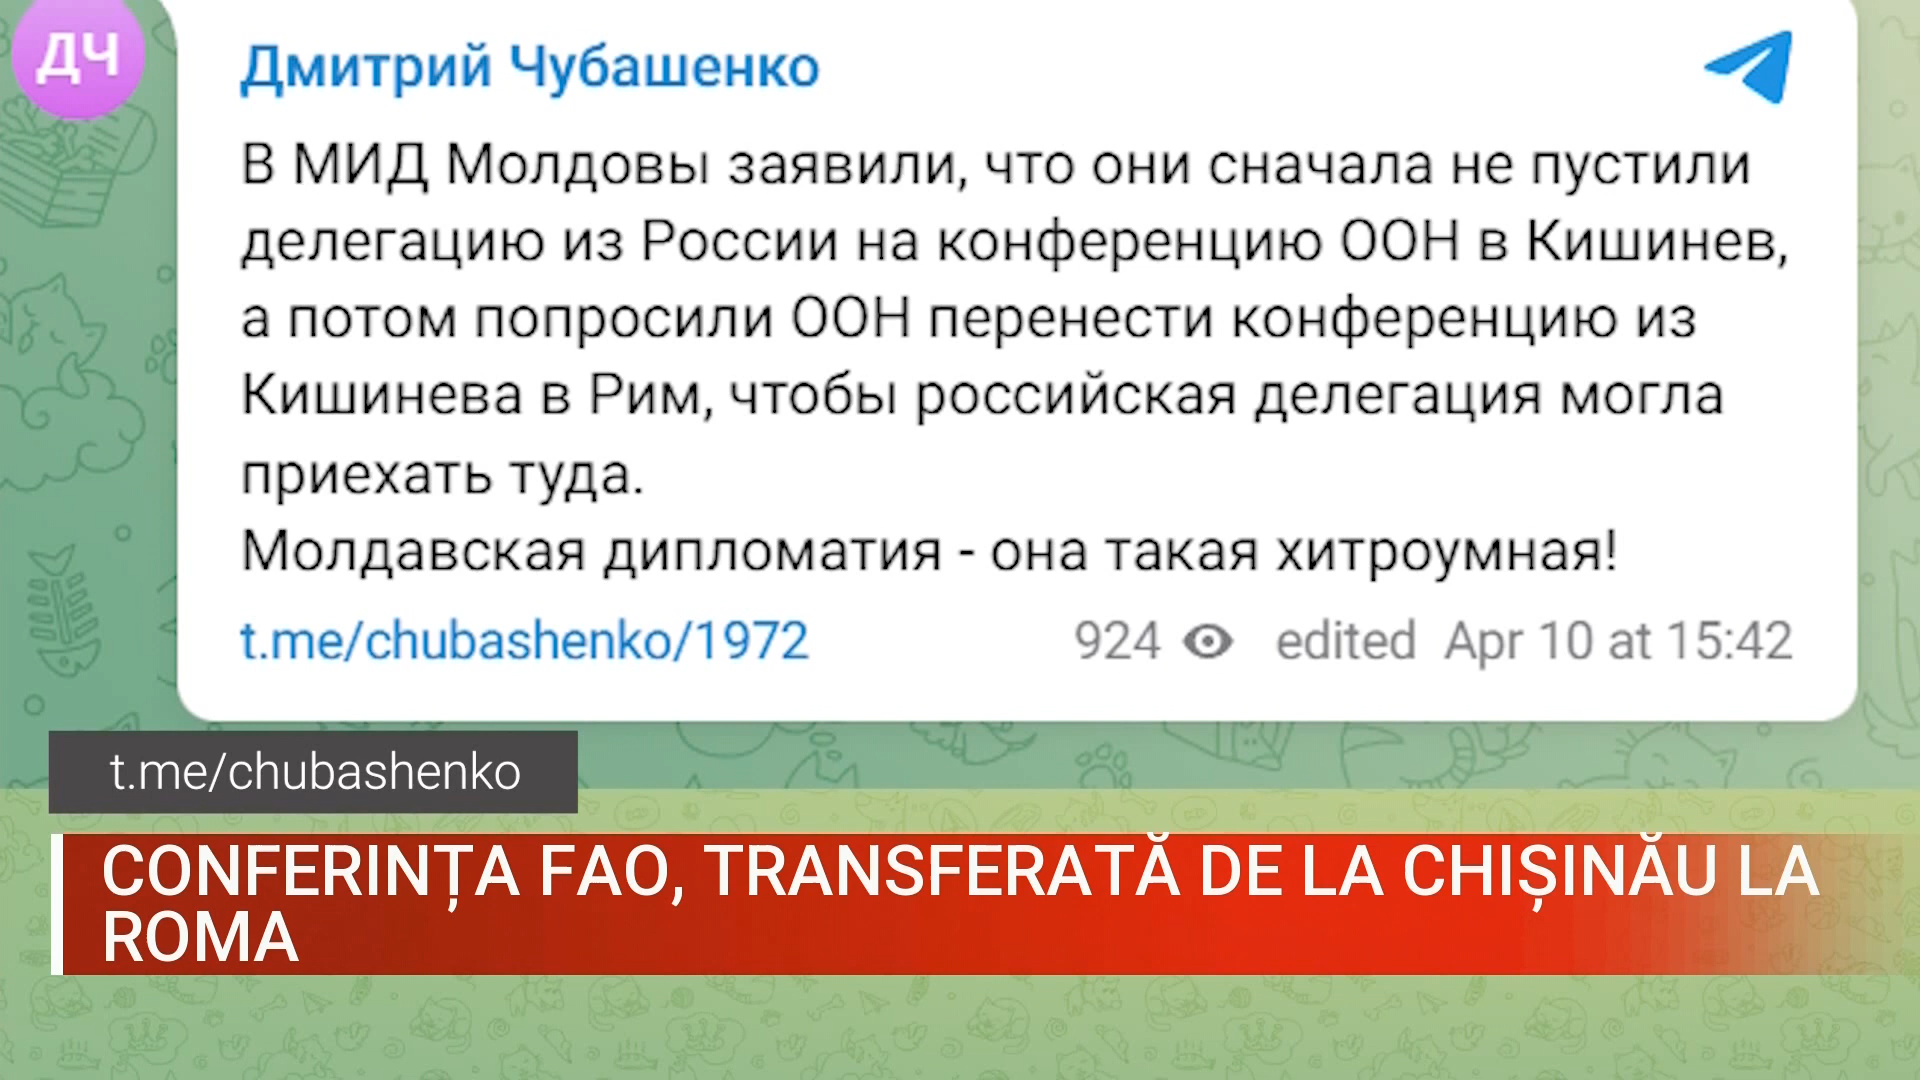 ДЧ
Дмитрий Чубашенко
В МИД Молдовы заявили, что они сначала не пустили
делегацию из России на конференцию ООН в Кишинев,
а потом попросили ООН перенести конференцию из
Кишинева в Рим, чтобы российская делегация могла
приехать туда.
Молдавская дипломатия - она такая хитроумная!
t.me/chubashenko/1972 924 edited Apr 10 at 15:42
t.me/chubashenko
CONFERINȚA FAO, TRANSFERATĂ DE LA CHIȘINĂU LA
ROMA